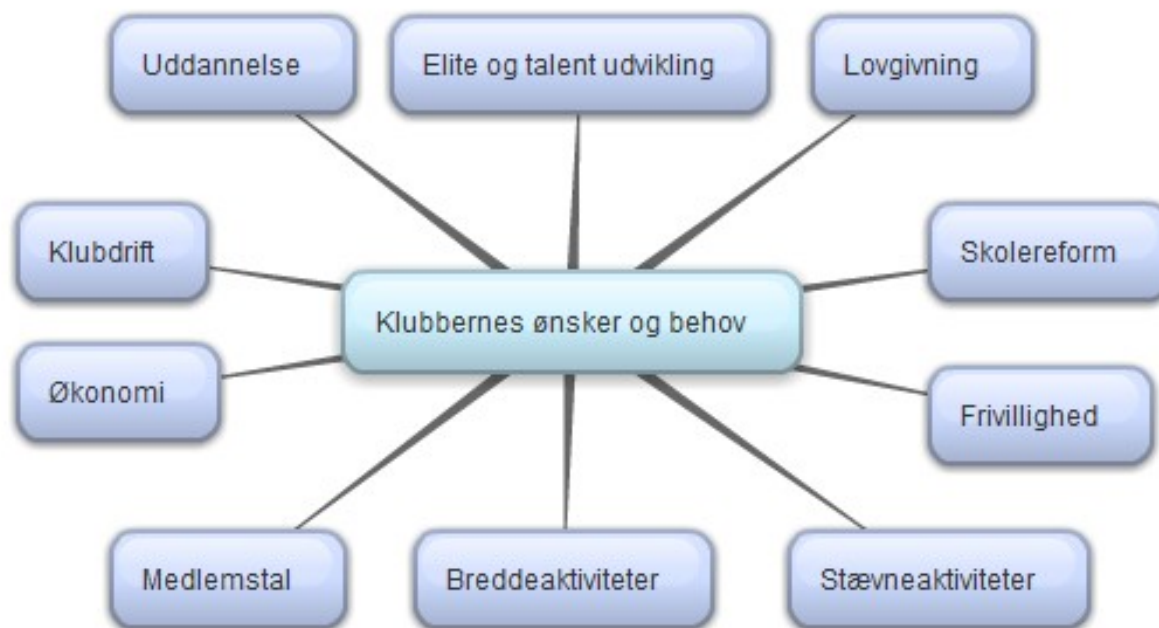 Uddannelse
Elite og talent udvikling
Lovgivning
Klubdrift
Skolereform
Klubbernes ønsker og behov
Økonomi
Frivillighed
Medlemstal
Breddeaktiviteter
Stævneaktiviteter